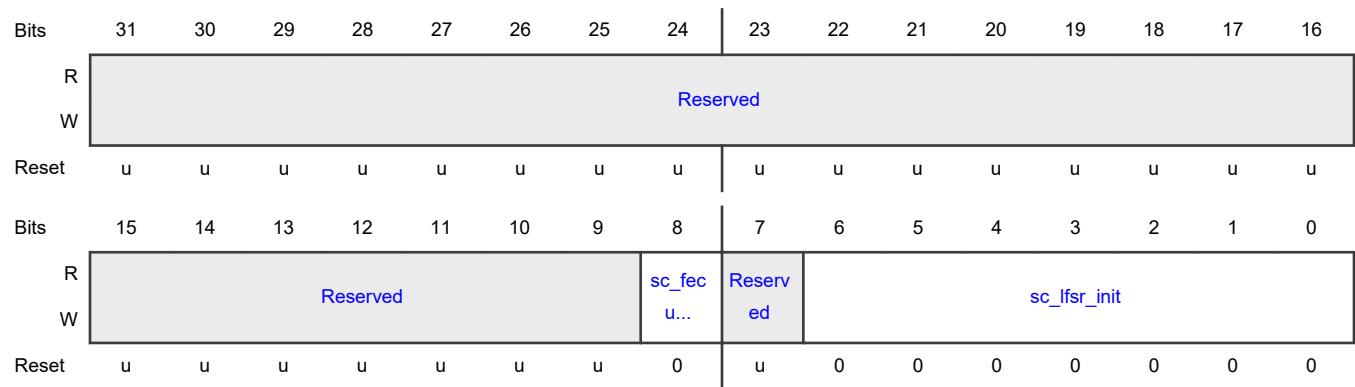 Bits 31 30 29 28 27 26 25 24 23 22 21 20 19 18 17 16
R
Reserved
W
Reset u u u u u u u u u u u u u u u u
Bits 15 14 13 12 11 10 9 8 7 6 5 4 3 2 1 0
R
sc_fec Reserv
Reserved sc_lfsr_init
u... ed
W
Reset u u u u u u u 0 u 0 0 0 0 0 0 0